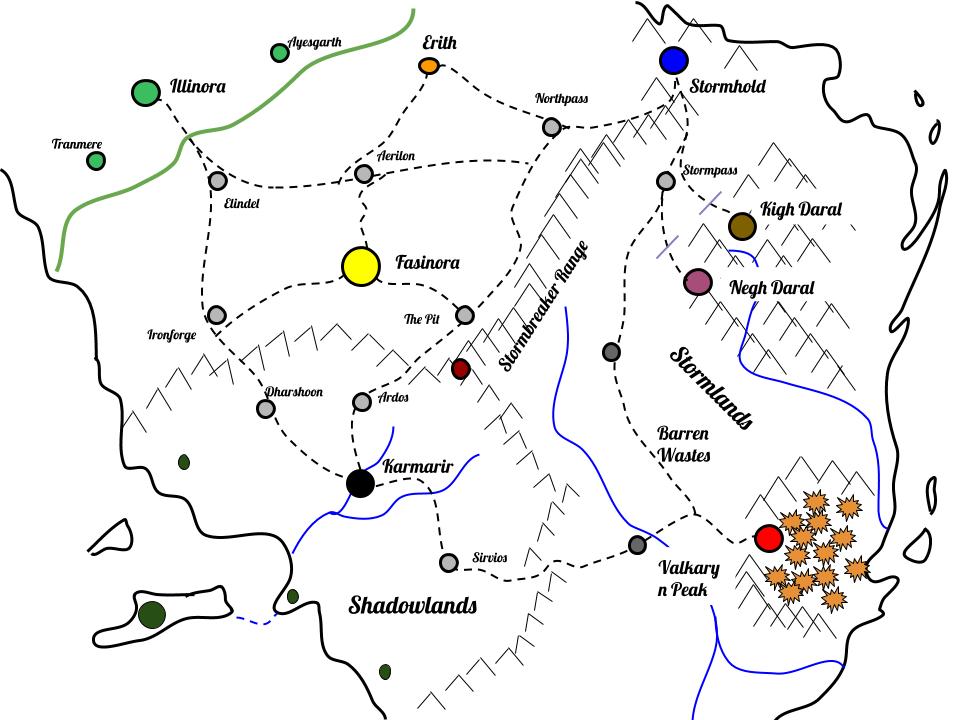 Ayesgarth
Erith
Illinora
Stormhold
Northpass
Tranmere
Aerilon
Stormpass
Elindel
Kigh Daral
Fasinora
Negh Daral
The Pit
Stormbreaker Range
Ironforge
Stormlands
Dharshoon
Ardos
Barren
Wastes
Karmarir
Sirvios
Valkary
n Peak
Shadowlands